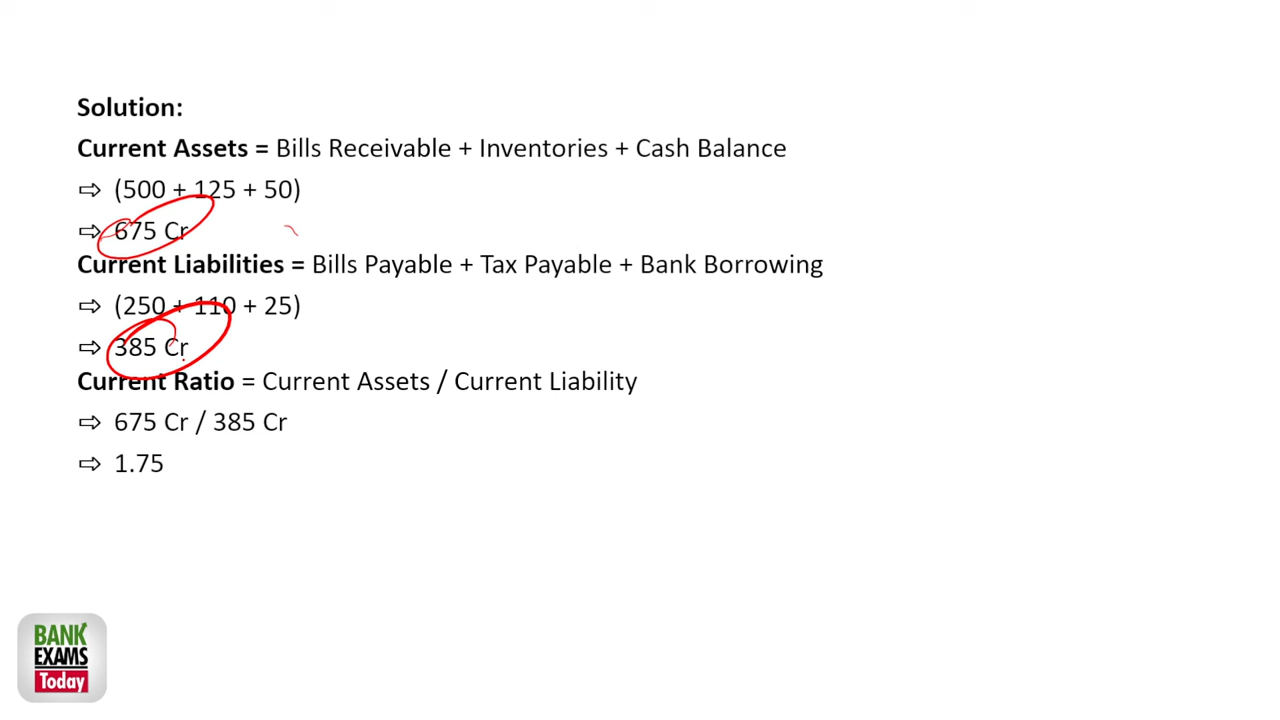 Solution:
Current Assets = Bills Receivable + Inventories + Cash Balance
⇨ (500 + 125 + 50)
⇨ 675 Cr
Current Liabilities = Bills Payable + Tax Payable + Bank Borrowing
⇨ (250 + 110 + 25)
⇨ 385 Cr
Current Ratio = Current Assets / Current Liability
⇨ 675 Cr / 385 Cr
⇨ 1.75
BANK
EXAMS
Today